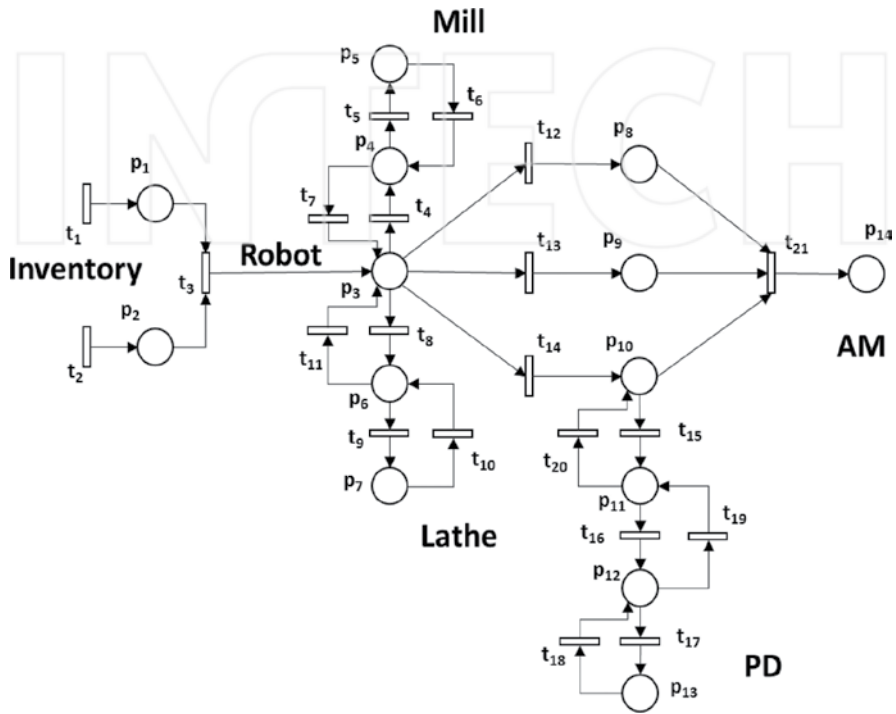 INTECH
Mill
p5
t5
t6
p4
t7
t4
t12
p8
p1
t1
Inventory
t3
Robot
p3
t13
p9
t21
p14
p2
t2
t11
t8
t14
p10
AM
p6
t9
t10
p7
Lathe
t20
t15
p11
t16
t19
p12
t18
t17
p13
PD